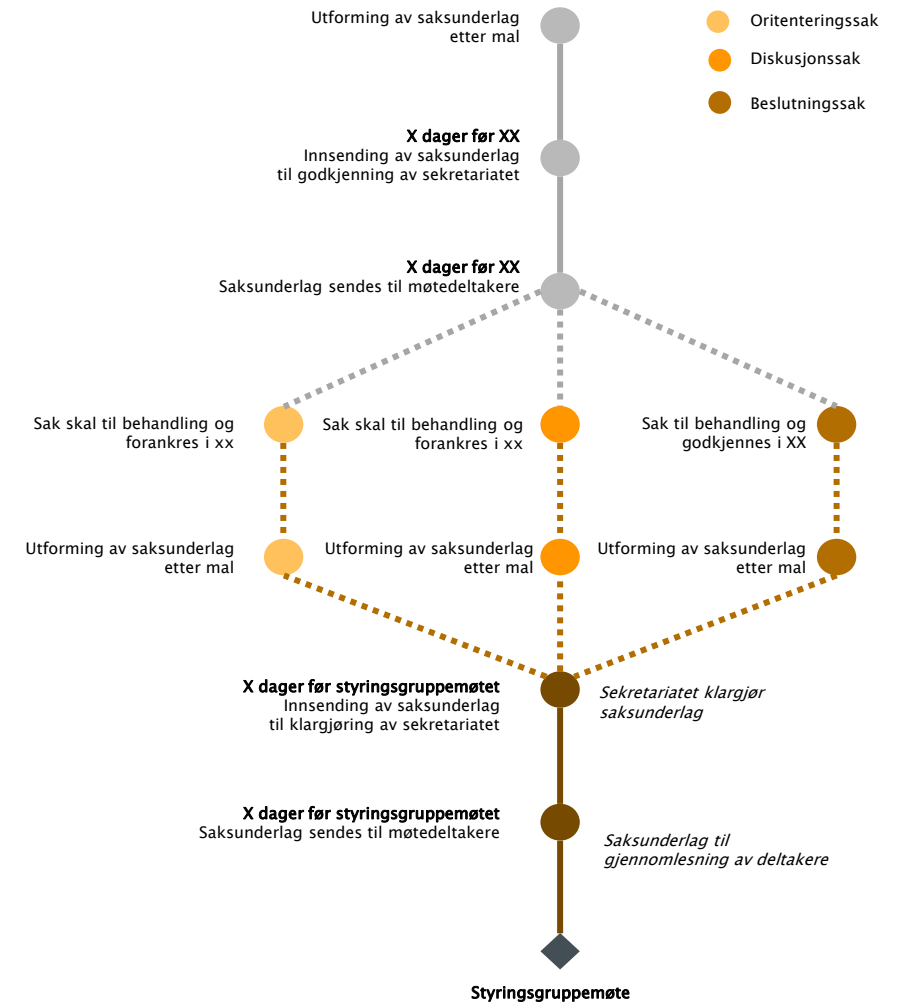 Utforming av saksunderlag
etter mal
Oritenteringssak
Diskusjonssak
Beslutningssak
X dager før XX
Innsending av saksunderlag
til godkjenning av sekretariatet
X dager før XX
Saksunderlag sendes til møtedeltakere
Sak skal til behandling og
forankres i xx
Sak skal til behandling og
forankres i xx
Sak til behandling og
godkjennes i XX
Utforming av saksunderlag
etter mal
Utforming av saksunderlag
etter mal
Utforming av saksunderlag
etter mal
X dager før styringsgruppemøtet
Innsending av saksunderlag
til klargjøring av sekretariatet
Sekretariatet klargjør
saksunderlag
X dager før styringsgruppemøtet
Saksunderlag sendes til møtedeltakere
Saksunderlag til
gjennomlesning av deltakere
Styringsgruppemøte